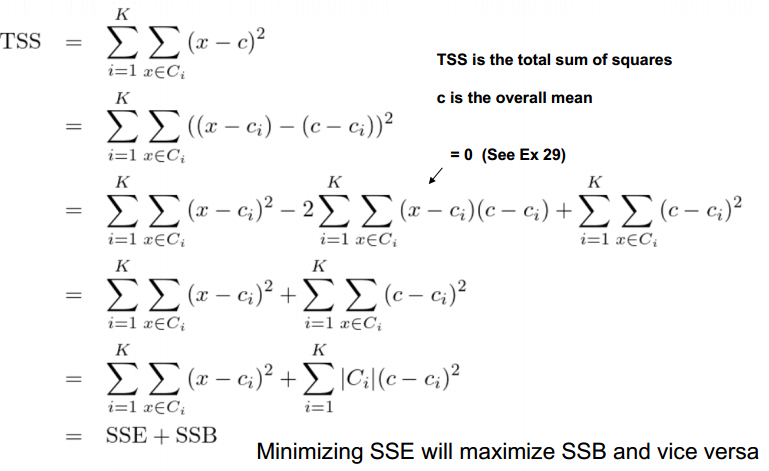 TSS = \sum_{i=1}^{K} \sum_{x \in C_i} (x - c)^2
TSS is the total sum of squares
c is the overall mean
= \sum_{i=1}^{K} \sum_{x \in C_i} ((x - c_i) - (c - c_i))^2
= 0 (See Ex 29)
= \sum_{i=1}^{K} \sum_{x \in C_i} (x - c_i)^2 - 2 \sum_{i=1}^{K} \sum_{x \in C_i} (x - c_i)(c - c_i) + \sum_{i=1}^{K} \sum_{x \in C_i} (c - c_i)^2
= \sum_{i=1}^{K} \sum_{x \in C_i} (x - c_i)^2 + \sum_{i=1}^{K} \sum_{x \in C_i} (c - c_i)^2
= \sum_{i=1}^{K} \sum_{x \in C_i} (x - c_i)^2 + \sum_{i=1}^{K} |C_i|(c - c_i)^2
= SSE + SSB
Minimizing SSE will maximize SSB and vice versa